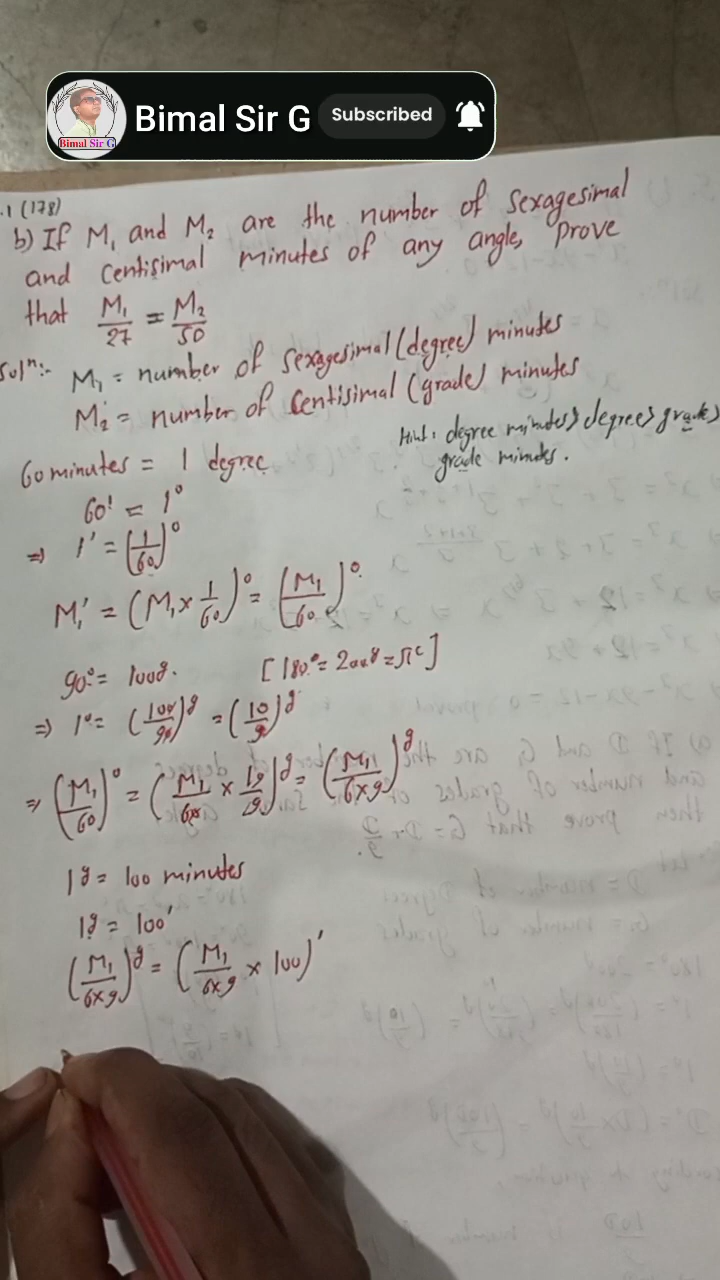 Bimal Sir G
Subscribed
Bimal Sir G
.1 (178)
b) If M₁ and M₂ are the number of sexagesimal
and centisimal minutes of any angle, prove
that M₁/27 = M₂/50
Solⁿ:- M₁ = number of sexagesimal (degree) minutes
M₂ = number of centisimal (grade) minutes
Hint: degree minutes> degree> grade>
grade minutes.
60 minutes = 1 degree
60' = 1°
⇒ 1' = (1/60)°
M₁' = (M₁ × 1/60)° = (M₁/60)°
90° = 100g. [180° = 200g = πc]
⇒ 1° = (100/90)g = (10/9)g
⇒ (M₁/60)° = (M₁/60 × 10/9)g = (M₁/6×9)g
1g = 100 minutes
1g = 100'
(M₁/6×9)g = (M₁/6×9 × 100)'